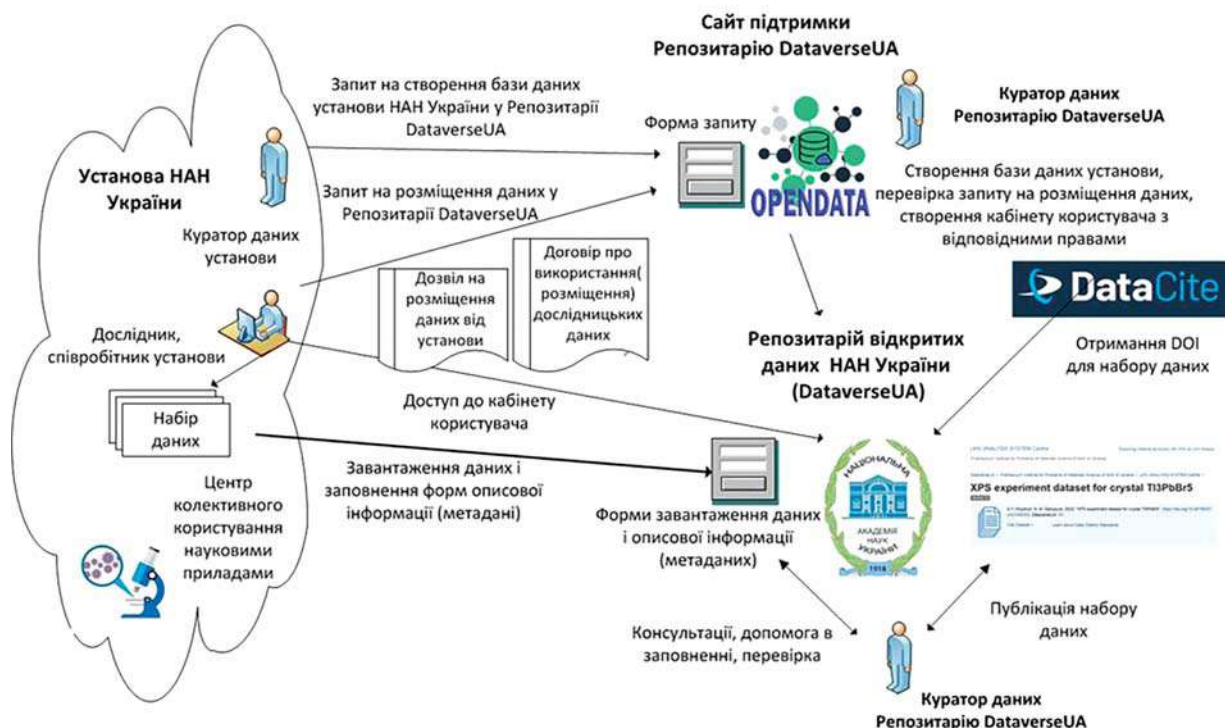 Сайт підтримки
Репозитарію DataverseUA
Запит на створення бази даних
установи НАН України у Репозитарії
DataverseUA
Форма запиту
Куратор даних
Репозитарію DataverseUA
Установа НАН
України
Запит на розміщення даних у
Репозитарії DataverseUA
OPENDATA
Створення бази даних установи,
перевірка запиту на розміщення даних,
створення кабінету користувача з
відповідними правами
Куратор даних
установи
Дозвіл на
розміщення
даних від
установи
Договір про
використання(
розміщення)
дослідницьких
даних
DataCite
Дослідник,
співробітник установи
Репозитарій відкритих
даних НАН України
(DataverseUA)
Отримання DOI
для набору даних
Набір
даних
Доступ до кабінету
користувача
Завантаження даних і
заповнення форм описової
інформації (метадані)
Центр
колективного
користування
науковими
приладами
Форми завантаження даних
і описової інформації
(метаданих)
НАЦІОНАЛЬНА
АКАДЕМІЯ
НАУК
УКРАЇНИ
1918
XPS experiment dataset for crystal Tl3PbBr5
Консультації, допомога в
заповненні, перевірка
Публікація набору
даних
Куратор даних
Репозитарію DataverseUA